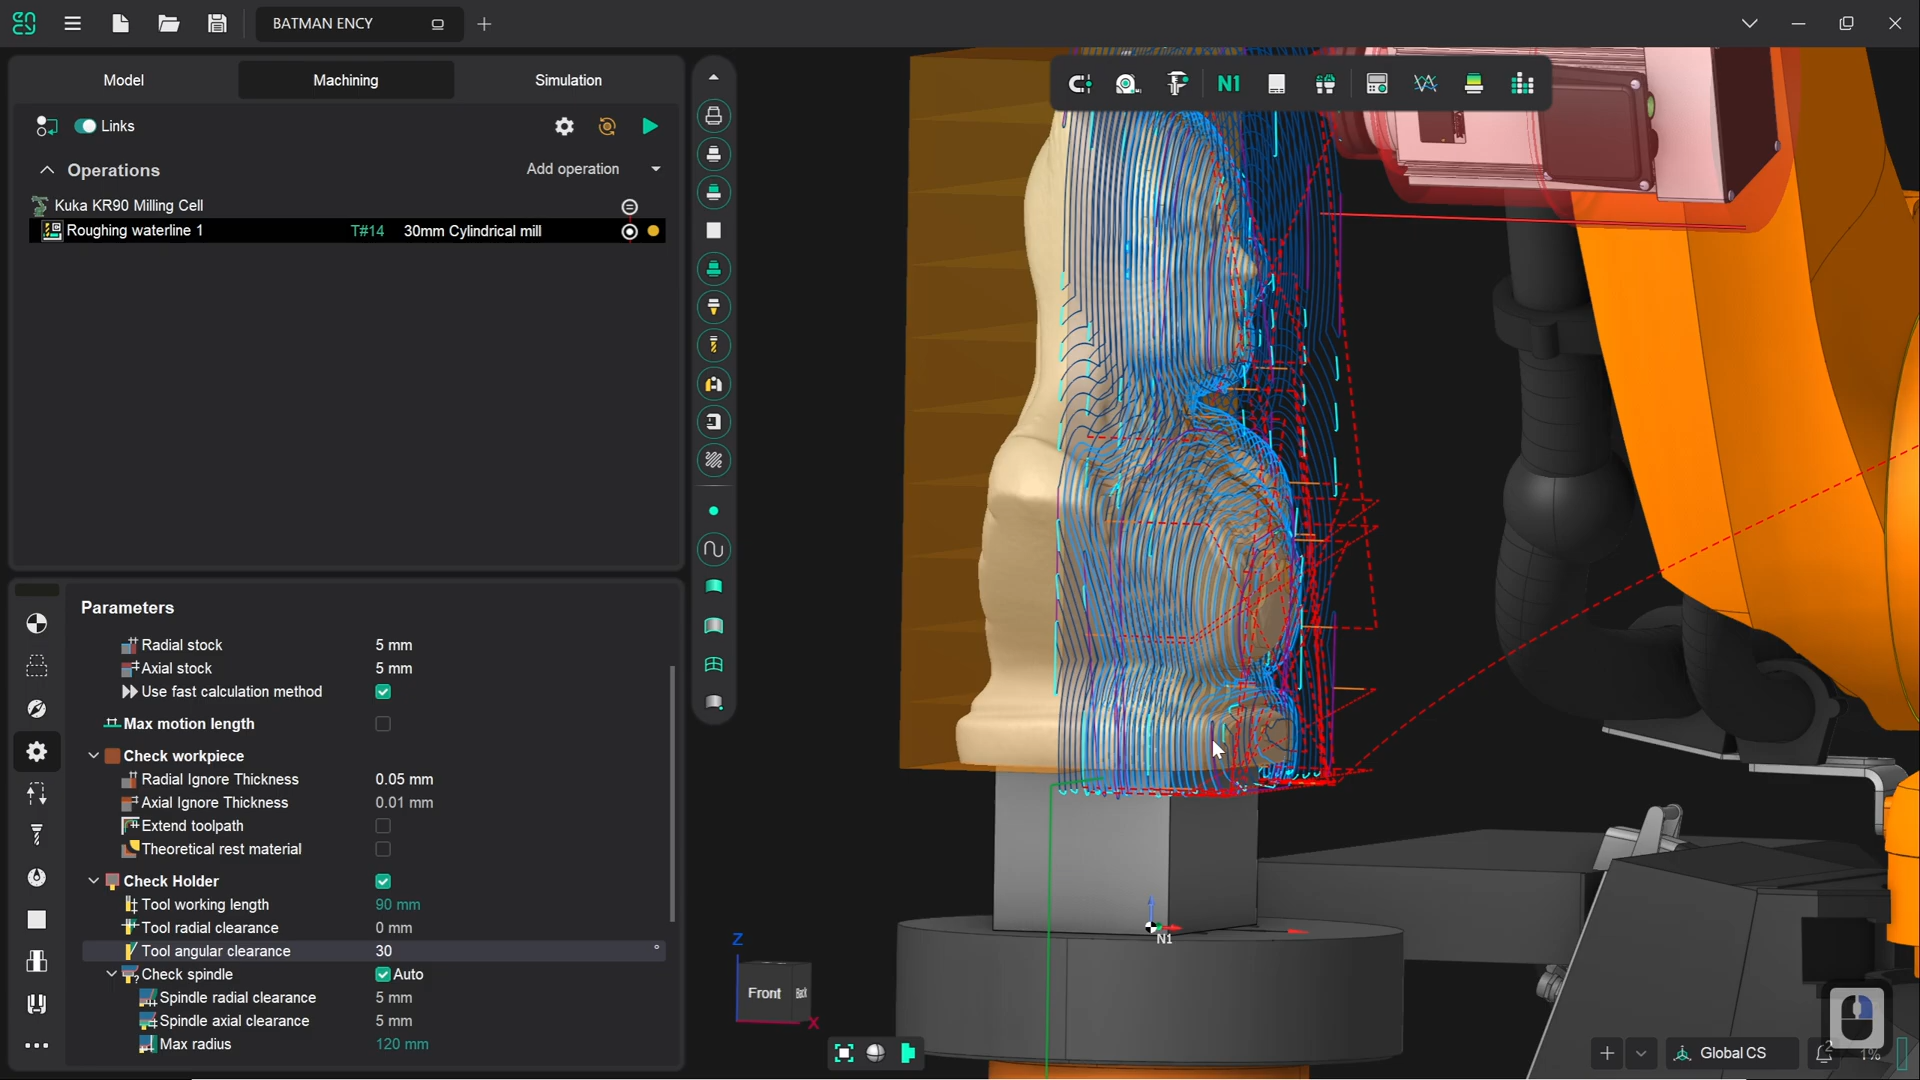 BATMAN ENCY
Model
Machining
Simulation
Links
Operations
Add operation
Kuka KR90 Milling Cell
Roughing waterline 1 T#14 30mm Cylindrical mill
Parameters
Radial stock 5 mm
Axial stock 5 mm
Use fast calculation method
Max motion length
Check workpiece
Radial Ignore Thickness 0.05 mm
Axial Ignore Thickness 0.01 mm
Extend toolpath
Theoretical rest material
Check Holder
Tool working length 90 mm
Tool radial clearance 0 mm
Tool angular clearance 30 °
Check spindle Auto
Spindle radial clearance 5 mm
Spindle axial clearance 5 mm
Max radius 120 mm
N1
N1
Z
Front
Back
X
Global CS
2
1%